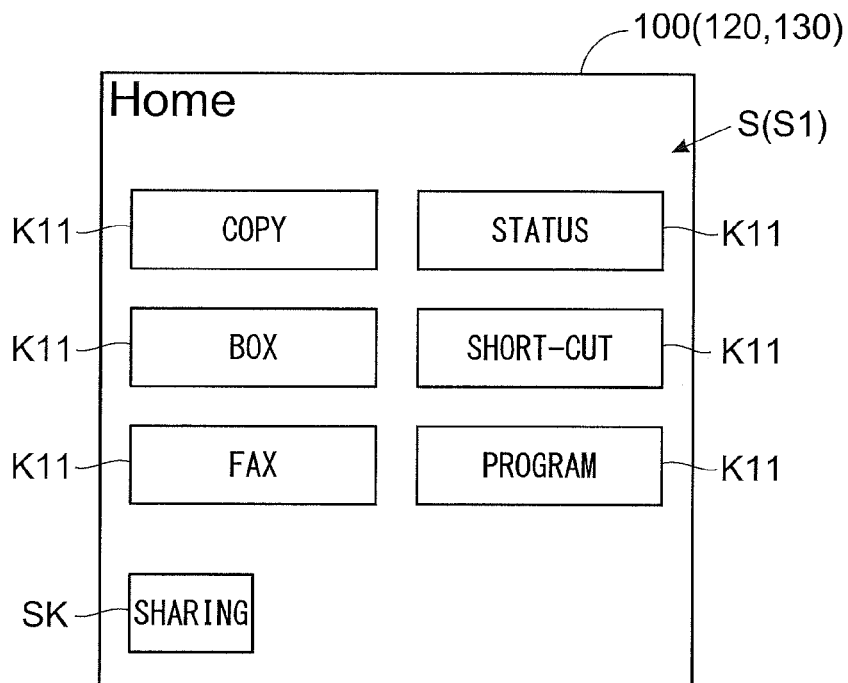 100(120,130)
Home
S(S1)
K11 COPY STATUS K11
K11 BOX SHORT-CUT K11
K11 FAX PROGRAM K11
SK SHARING